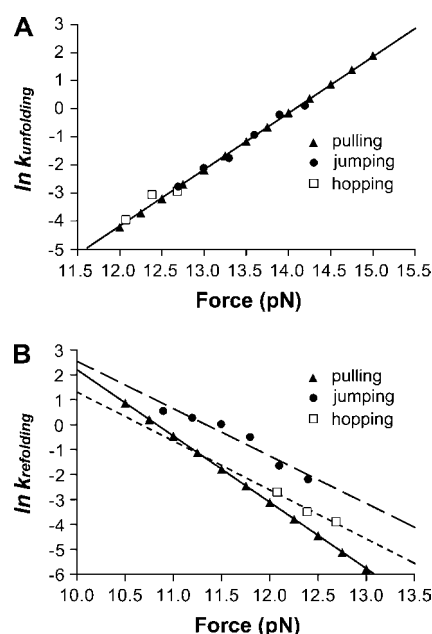 A
ln kunfolding
3
2
1
0
-1
-2
-3
-4
-5
▲ pulling
● jumping
□ hopping
11.5 12.0 12.5 13.0 13.5 14.0 14.5 15.0 15.5
Force (pN)
B
ln krefolding
3
2
1
0
-1
-2
-3
-4
-5
-6
▲ pulling
● jumping
□ hopping
10.0 10.5 11.0 11.5 12.0 12.5 13.0 13.5
Force (pN)